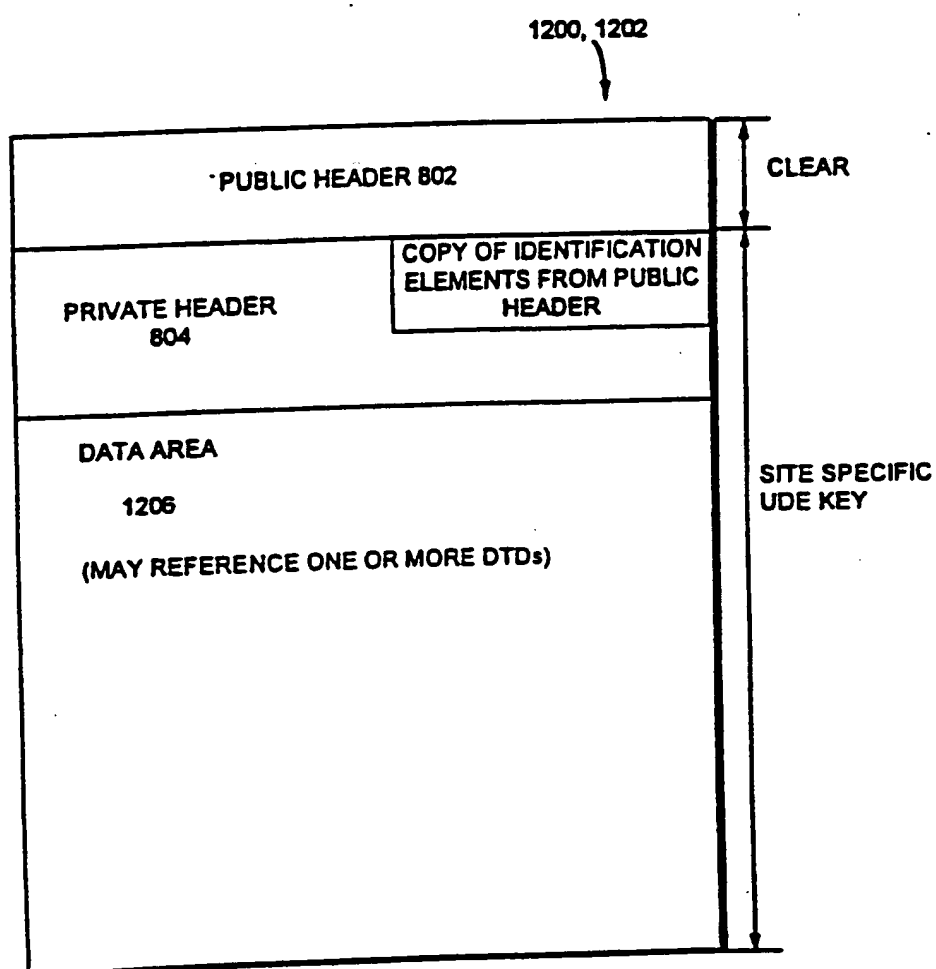 1200, 1202
PUBLIC HEADER 802
CLEAR
COPY OF IDENTIFICATION
ELEMENTS FROM PUBLIC
HEADER
PRIVATE HEADER
804
DATA AREA
1206
(MAY REFERENCE ONE OR MORE DTDs)
SITE SPECIFIC
UDE KEY